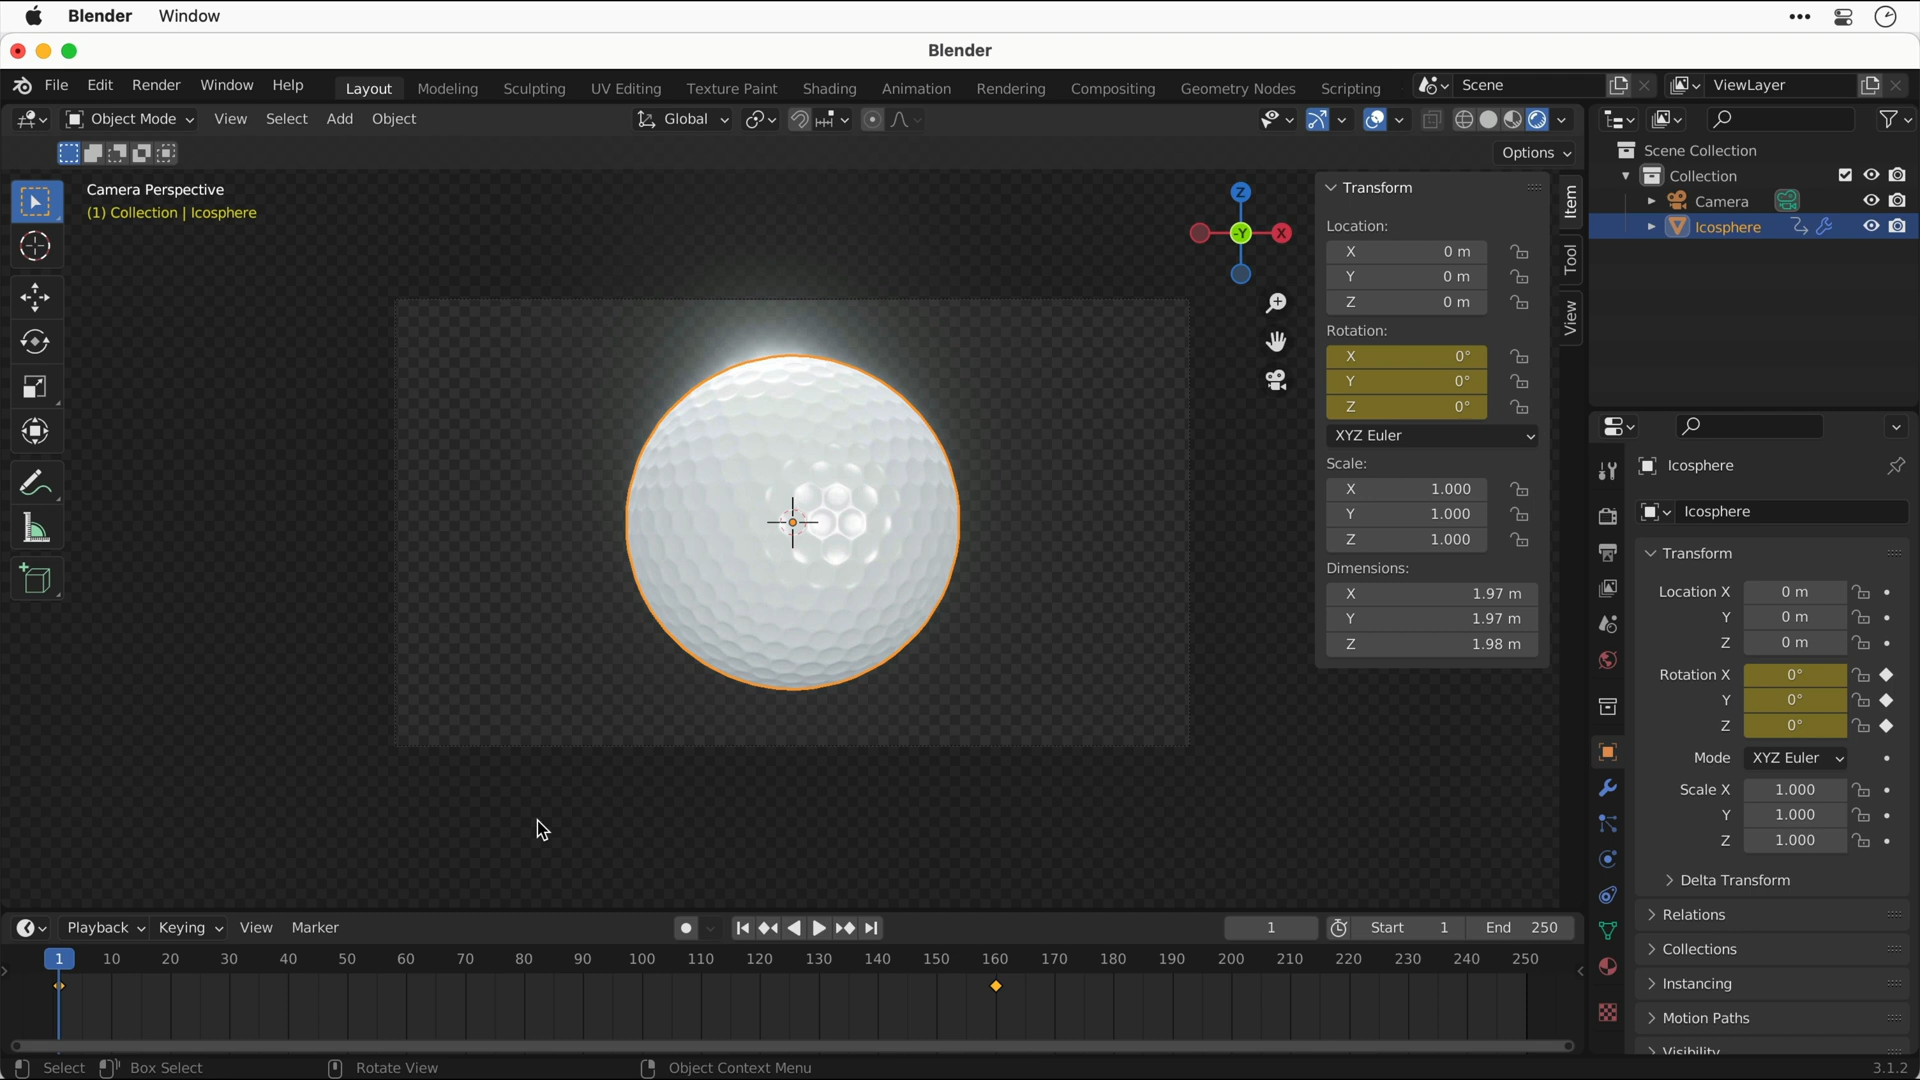 Blender Window
Blender
File Edit Render Window Help Layout Modeling Sculpting UV Editing Texture Paint Shading Animation Rendering Compositing Geometry Nodes Scripting Scene ViewLayer
Object Mode View Select Add Object Global
Options
Camera Perspective
(1) Collection | Icosphere
Z
-Y X
Transform
Location:
X 0 m
Y 0 m
Z 0 m
Rotation:
X 0°
Y 0°
Z 0°
XYZ Euler
Scale:
X 1.000
Y 1.000
Z 1.000
Dimensions:
X 1.97 m
Y 1.97 m
Z 1.98 m
Item
Tool
View
Scene Collection
Collection
Camera
Icosphere
Icosphere
Icosphere
Transform
Location X 0 m
Y 0 m
Z 0 m
Rotation X 0°
Y 0°
Z 0°
Mode XYZ Euler
Scale X 1.000
Y 1.000
Z 1.000
Delta Transform
Relations
Collections
Instancing
Motion Paths
Visibility
Playback Keying View Marker 1 Start 1 End 250
1 10 20 30 40 50 60 70 80 90 100 110 120 130 140 150 160 170 180 190 200 210 220 230 240 250
Select Box Select Rotate View Object Context Menu 3.1.2